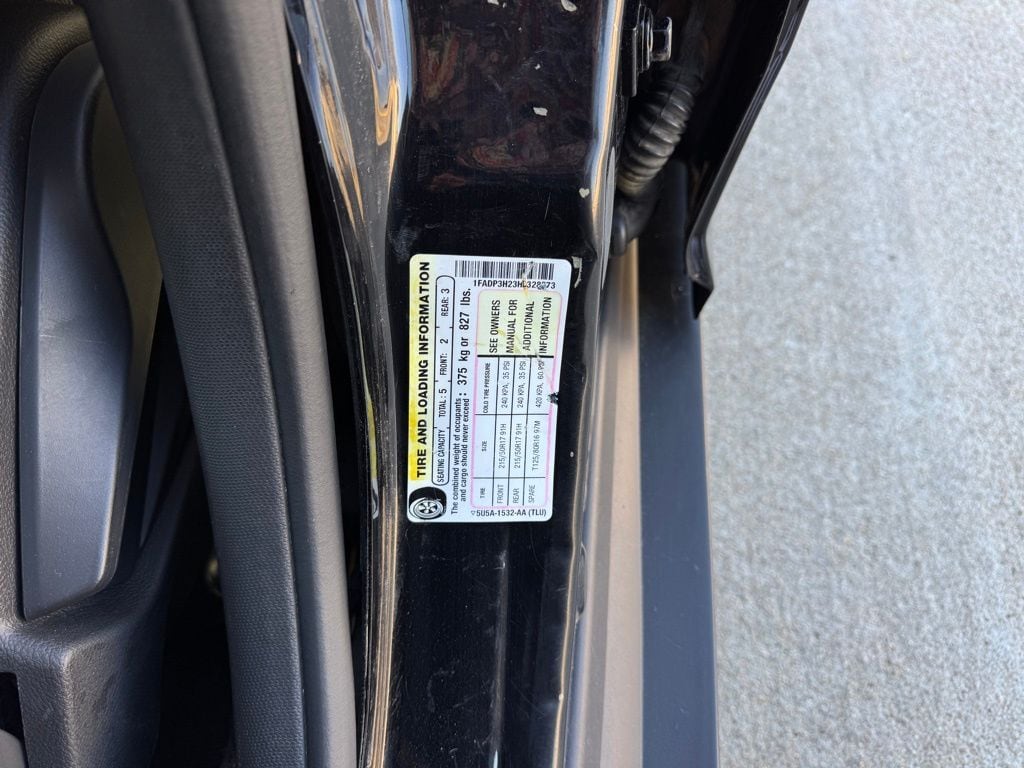 TIRE AND LOADING INFORMATION
SEATING CAPACITY TOTAL: 5 FRONT: 2 REAR: 3
The combined weight of occupants
and cargo should never exceed: 375 kg or 827 lbs.
TIRE SIZE COLD TIRE PRESSURE
FRONT 215/50R17 91H 240 KPA, 35 PSI
REAR 215/50R17 91H 240 KPA, 35 PSI
SPARE T125/80R16 97M 420 KPA, 60 PSI
SEE OWNERS
MANUAL FOR
ADDITIONAL
INFORMATION
5U5A-1532-AA (TLU)